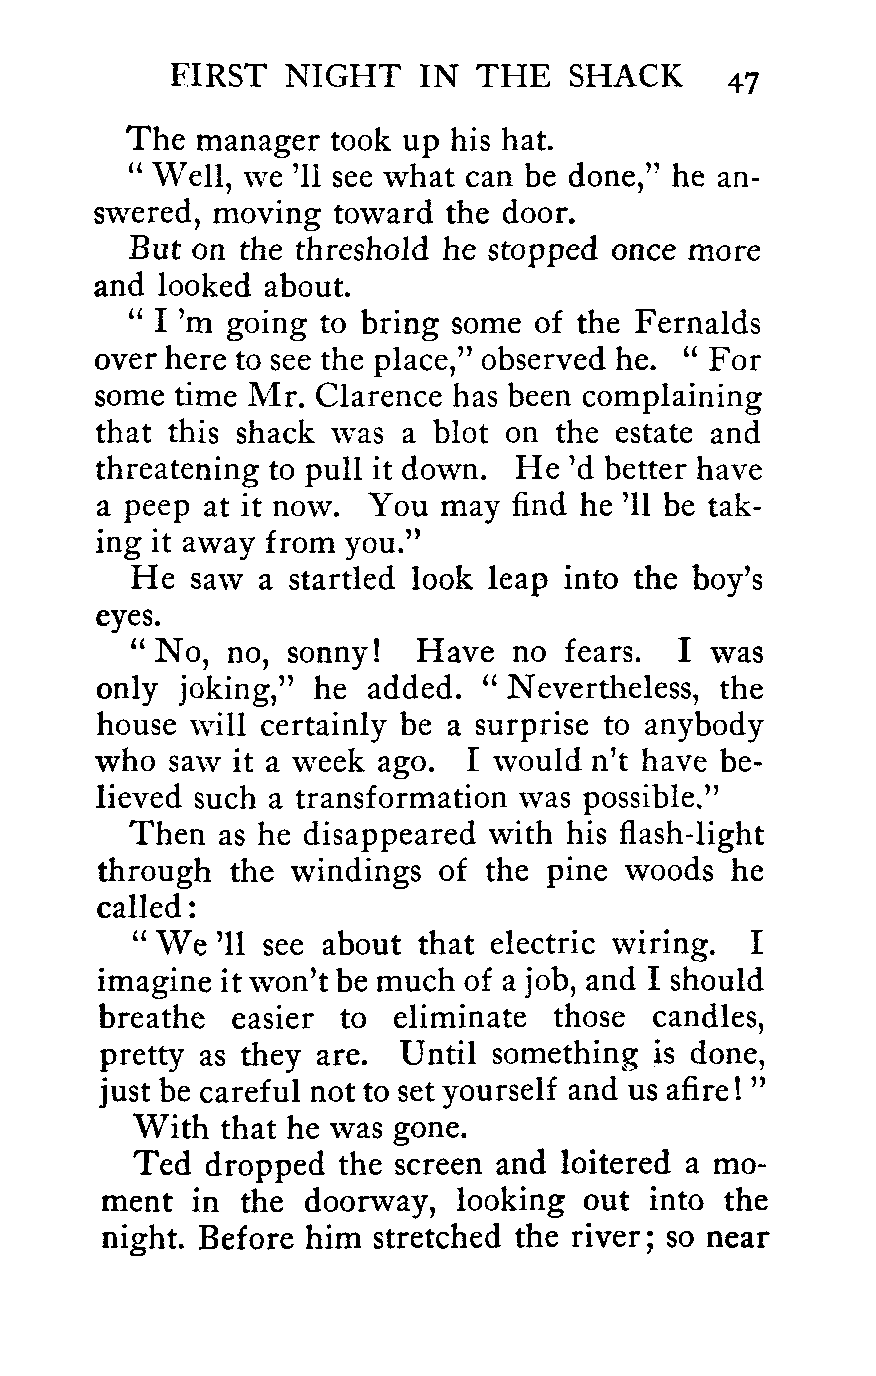 FIRST NIGHT IN THE SHACK 47
The manager took up his hat.
“ Well, we ’ll see what can be done,” he an-
swered, moving toward the door.
But on the threshold he stopped once more
and looked about.
“ I ’m going to bring some of the Fernalds
over here to see the place,” observed he. “ For
some time Mr. Clarence has been complaining
that this shack was a blot on the estate and
threatening to pull it down. He ’d better have
a peep at it now. You may find he ’ll be tak-
ing it away from you.”
He saw a startled look leap into the boy’s
eyes.
“ No, no, sonny! Have no fears. I was
only joking,” he added. “ Nevertheless, the
house will certainly be a surprise to anybody
who saw it a week ago. I would n’t have be-
lieved such a transformation was possible.”
Then as he disappeared with his flash-light
through the windings of the pine woods he
called:
“ We ’ll see about that electric wiring. I
imagine it won’t be much of a job, and I should
breathe easier to eliminate those candles,
pretty as they are. Until something is done,
just be careful not to set yourself and us afire! ”
With that he was gone.
Ted dropped the screen and loitered a mo-
ment in the doorway, looking out into the
night. Before him stretched the river; so near